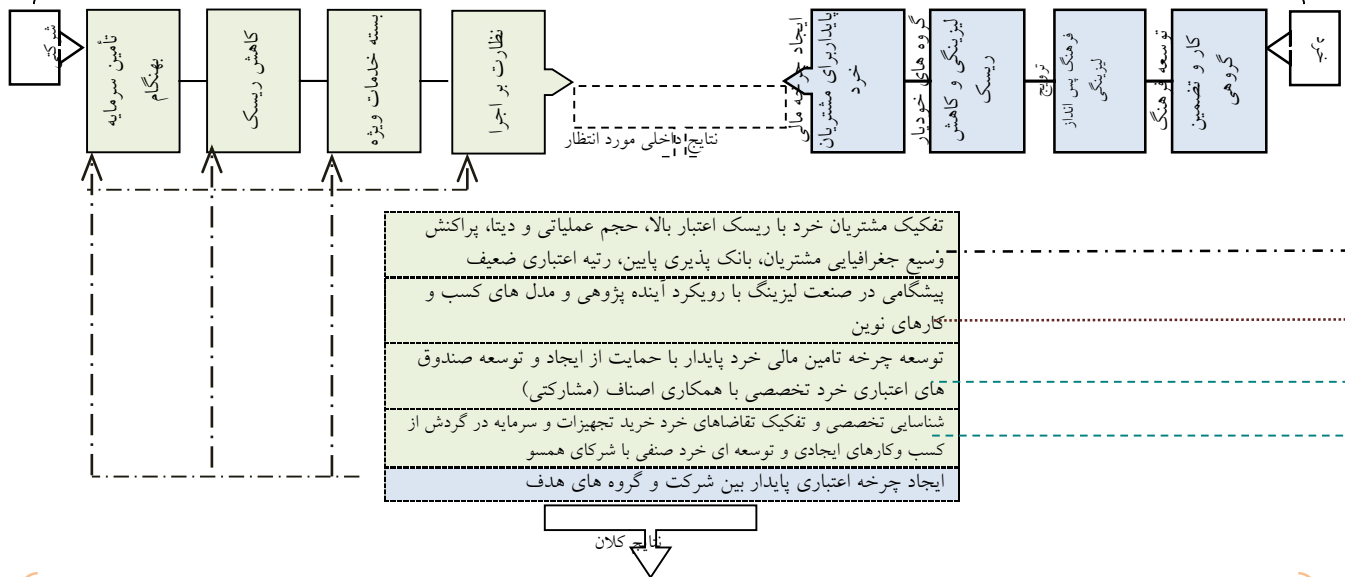 توسعه فرهنگ
کار و تضمین
گروهی
ترویج
فرهنگ پس انداز
لیزینگی
گروه های خودیار
لیزینگی و کاهش
ریسک
ایجاد چرخه مالی
پایداربرای مشتریان
خرد
نظارت بر اجرا
بسته خدمات ویژه
کاهش ریسک
تأمین سرمایه
بهنگام
شرکتی
نتایج داخلی مورد انتظار
تفکیک مشتریان خرد با ریسک اعتبار بالا، حجم عملیاتی و دیتا، پراکنش
وسیع جغرافیایی مشتریان، بانک پذیری پایین، رتیه اعتباری ضعیف
پیشگامی در صنعت لیزینگ با رویکرد آینده پژوهی و مدل های کسب و
کارهای نوین
توسعه چرخه تامین مالی خرد پایدار با حمایت از ایجاد و توسعه صندوق
های اعتباری خرد تخصصی با همکاری اصناف (مشارکتی)
شناسایی تخصصی و تفکیک تقاضاهای خرد خرید تجهیزات و سرمایه در گردش از
کسب وکارهای ایجادی و توسعه ای خرد صنفی با شرکای همسو
ایجاد چرخه اعتباری پایدار بین شرکت و گروه های هدف
نتایج کلان